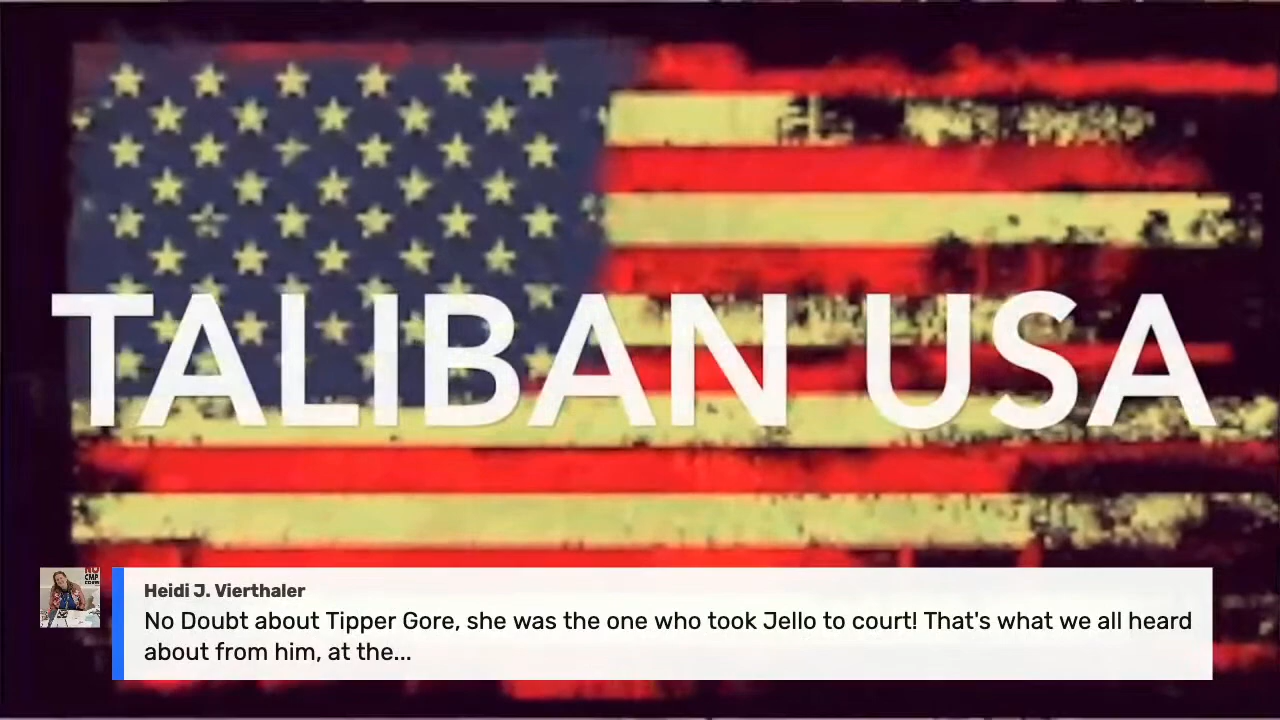 TALIBAN USA
Heidi J. Vierthaler
No Doubt about Tipper Gore, she was the one who took Jello to court! That's what we all heard
about from him, at the...